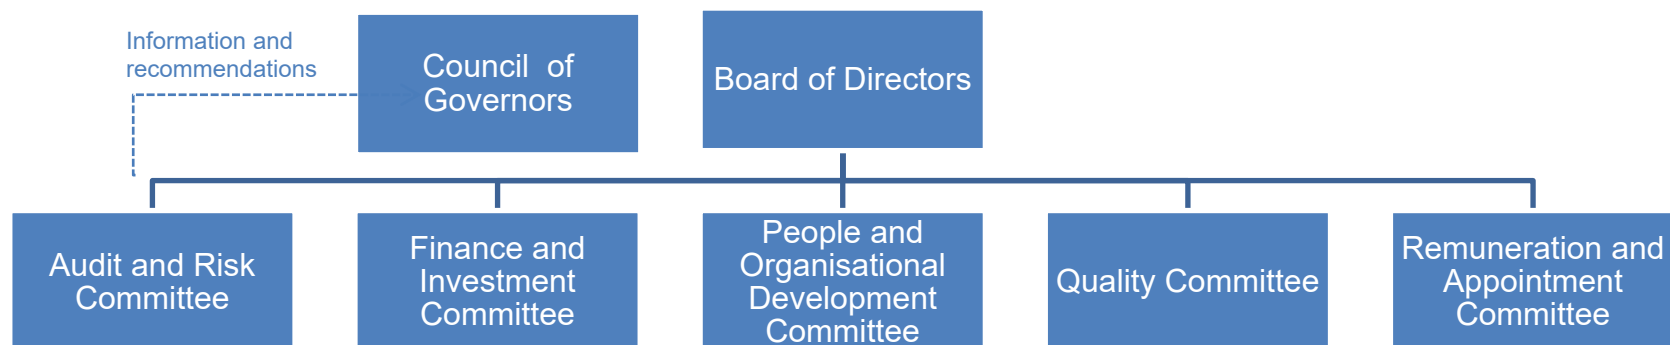 Information and
recommendations
Council of
Governors
Board of Directors
Audit and Risk
Committee
Finance and
Investment
Committee
People and
Organisational
Development
Committee
Quality Committee
Remuneration and
Appointment
Committee